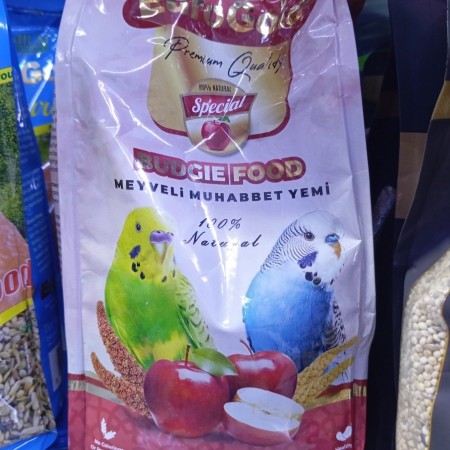 Premium Quality
100% NATURAL
Special
BUDGIE FOOD
MEYVELİ MUHABBET YEMİ
100%
Natural